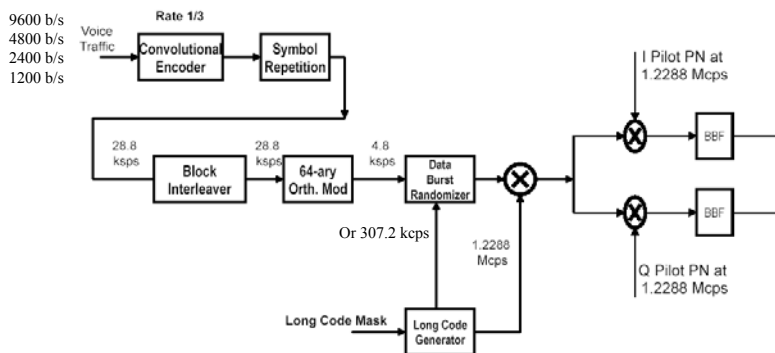 9600 b/s
4800 b/s
2400 b/s
1200 b/s
Voice
Traffic
Rate 1/3
Convolutional
Encoder
Symbol
Repetition
I Pilot PN at
1.2288 Mcps
BBF
28.8
ksps
Block
Interleaver
28.8
ksps
64-ary
Orth. Mod
4.8
ksps
Data
Burst
Randomizer
X
X
X
BBF
Or 307.2 kcps
1.2288
Mcps
Q Pilot PN at
1.2288 Mcps
Long Code Mask
Long Code
Generator